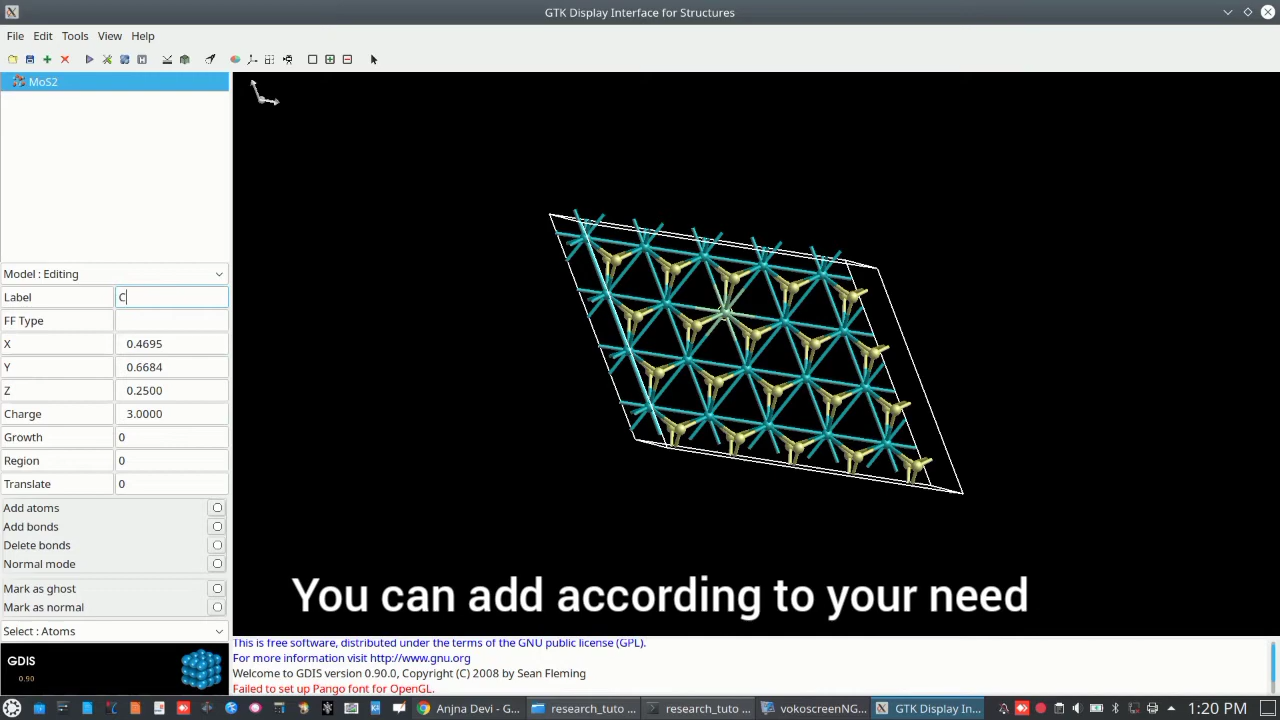 GTK Display Interface for Structures
File Edit Tools View Help
MoS2
Model : Editing
Label C
FF Type
X 0.4695
Y 0.6684
Z 0.2500
Charge 3.0000
Growth 0
Region 0
Translate 0
Add atoms
Add bonds
Delete bonds
Normal mode
Mark as ghost
Mark as normal
Select : Atoms
GDIS
0.90
You can add according to your need
This is free software, distributed under the terms of the GNU public license (GPL).
For more information visit http://www.gnu.org
Welcome to GDIS version 0.90.0, Copyright (C) 2008 by Sean Fleming
Failed to set up Pango font for OpenGL.
Anjna Devi - G... research_tuto ... research_tuto ... vokoscreenNG... GTK Display In... 1:20 PM